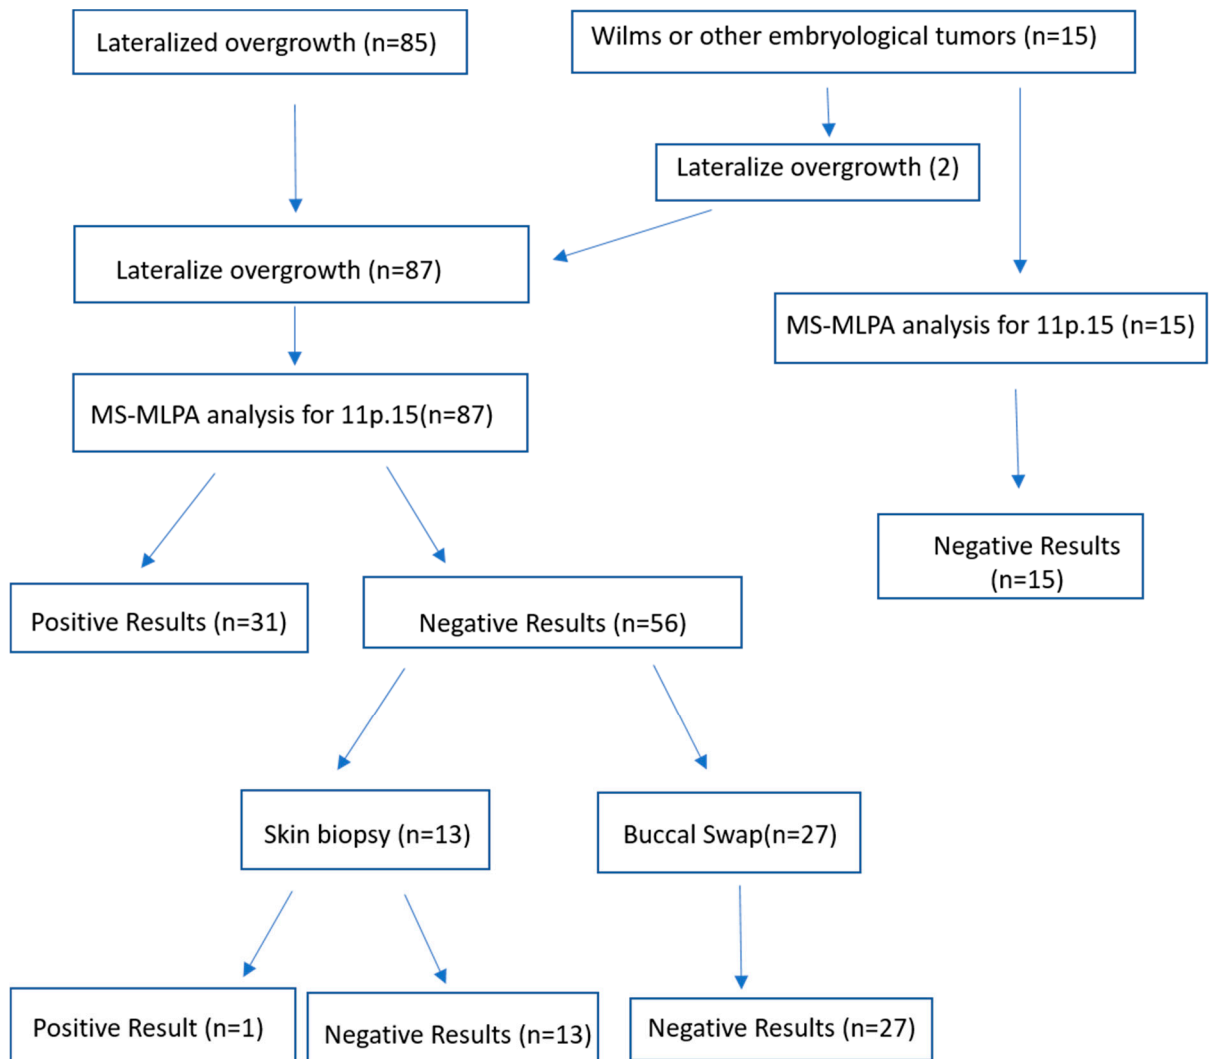 Lateralized overgrowth (n=85)
Wilms or other embryological tumors (n=15)
Lateralize overgrowth (2)
Lateralize overgrowth (n=87)
MS-MLPA analysis for 11p.15 (n=15)
MS-MLPA analysis for 11p.15(n=87)
Negative Results
(n=15)
Positive Results (n=31)
Negative Results (n=56)
Skin biopsy (n=13)
Buccal Swap(n=27)
Positive Result (n=1)
Negative Results (n=13)
Negative Results (n=27)